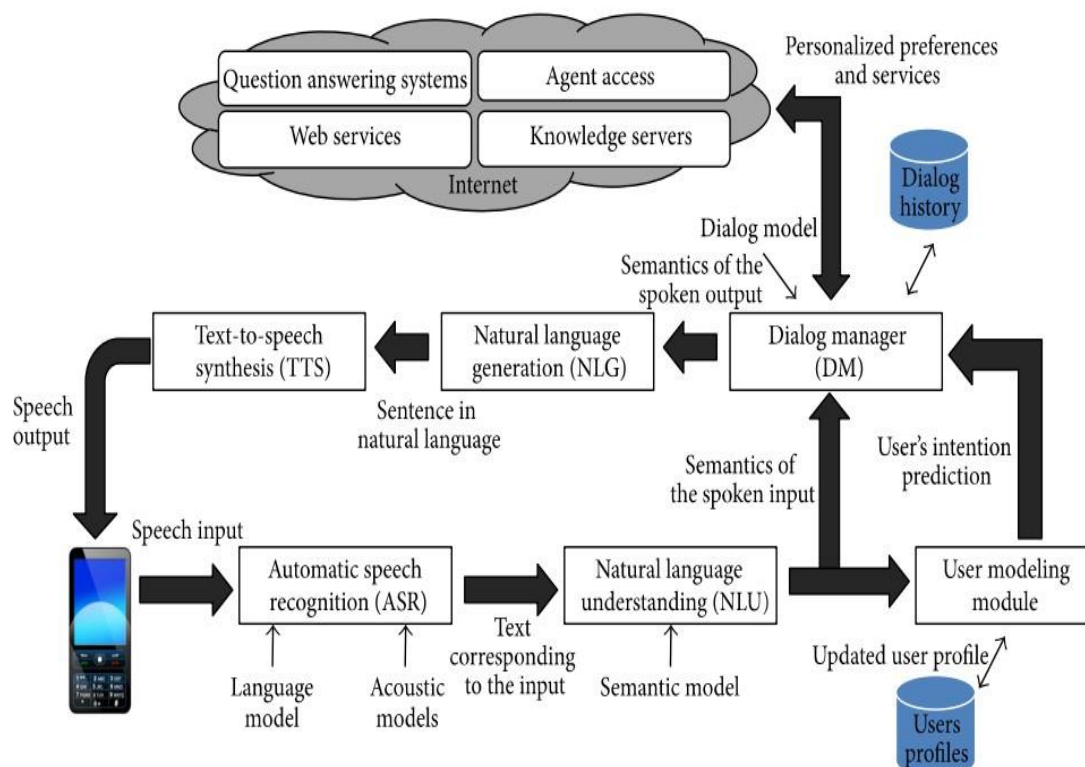 Question answering systems
Agent access
Web services
Knowledge servers
Internet
Personalized preferences
and services
Dialog
history
Dialog model
Semantics of the
spoken output
Text-to-speech
synthesis (TTS)
Natural language
generation (NLG)
Dialog manager
(DM)
Speech
output
Sentence in
natural language
Semantics of
the spoken input
User's intention
prediction
Speech input
Automatic speech
recognition (ASR)
Natural language
understanding (NLU)
User modeling
module
Language
model
Acoustic
models
Text
corresponding
to the input
Semantic model
Updated user profile
Users
profiles